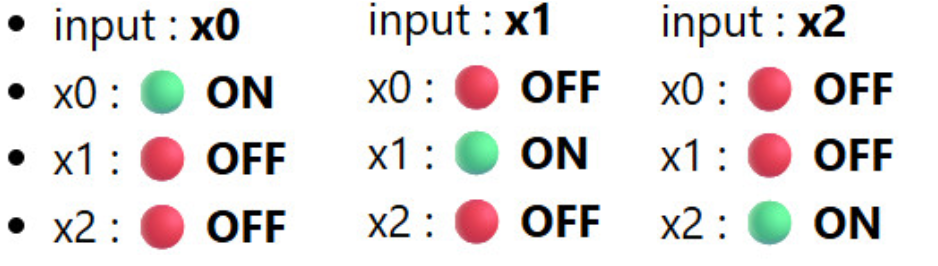 input : x0
x0 : ON
x1 : OFF
x2 : OFF
input : x1
x0 : OFF
x1 : ON
x2 : OFF
input : x2
x0 : OFF
x1 : OFF
x2 : ON